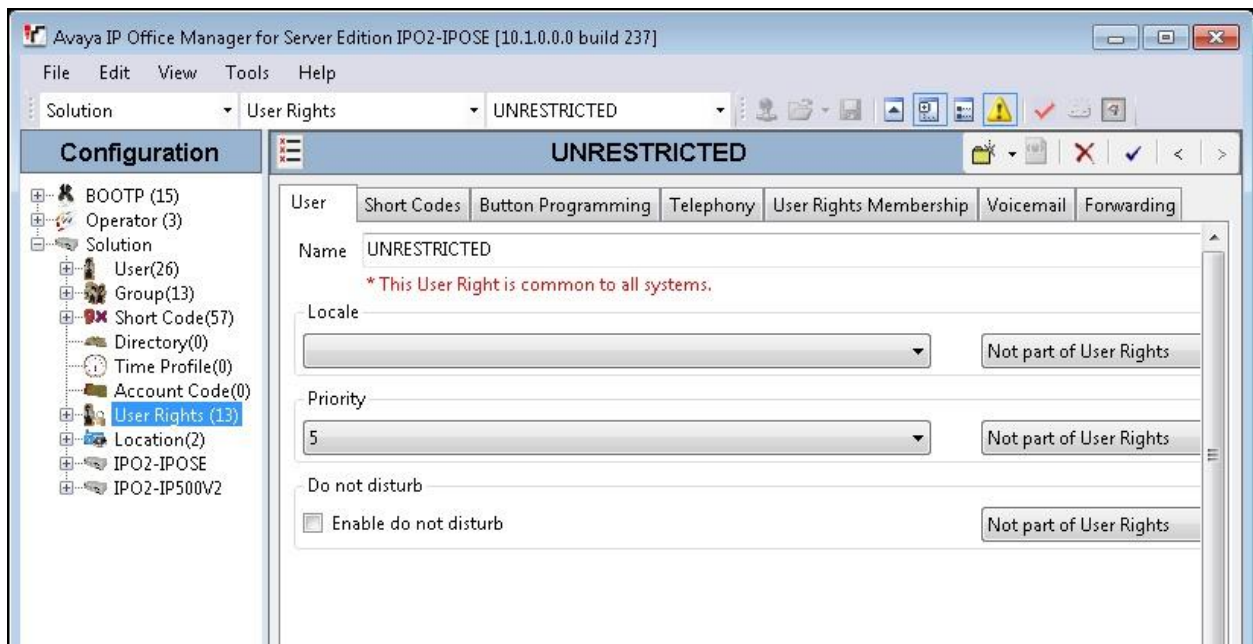 Avaya IP Office Manager for Server Edition IPO2-IPOSE [10.1.0.0.0 build 237]
File Edit View Tools Help
Solution User Rights UNRESTRICTED
Configuration
BOOTP (15)
Operator (3)
Solution
User(26)
Group(13)
Short Code(57)
Directory(0)
Time Profile(0)
Account Code(0)
User Rights (13)
Location(2)
IPO2-IPOSE
IPO2-IP500V2
UNRESTRICTED
User Short Codes Button Programming Telephony User Rights Membership Voicemail Forwarding
Name UNRESTRICTED
* This User Right is common to all systems.
Locale
Not part of User Rights
Priority
5 Not part of User Rights
Do not disturb
Enable do not disturb Not part of User Rights